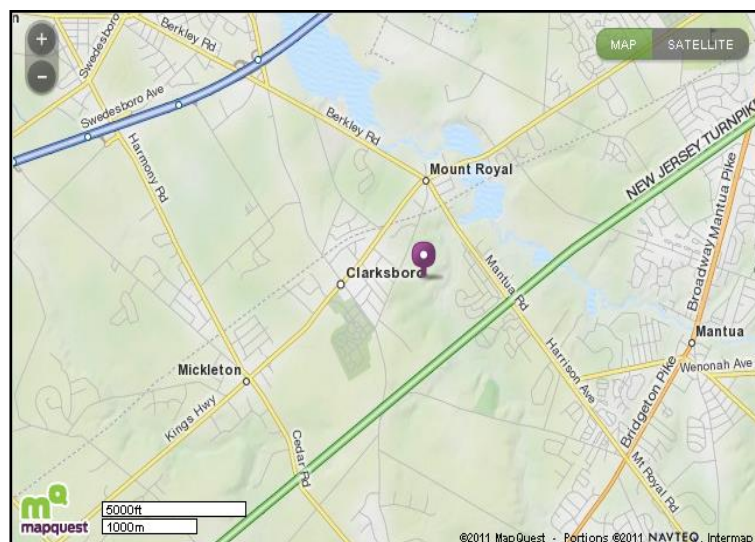 n
+
−
Swedesboro
Berkley Rd
MAP
SATELLITE
Swedesboro Ave
Berkley Rd
Harmony Rd
Mount Royal
NEW JERSEY TURNPIK
Broadway
Mantua Pike
Clarksboro
Mantua Rd
Mantua
Mickleton
Harrison Ave
Wenonah Ave
Kings Hwy
Bridgeton Pike
Cedar Rd
Mt Royal Rd
mq
mapquest
5000ft
1000m
©2011 MapQuest - Portions ©2011 NAVTEQ, Intermap